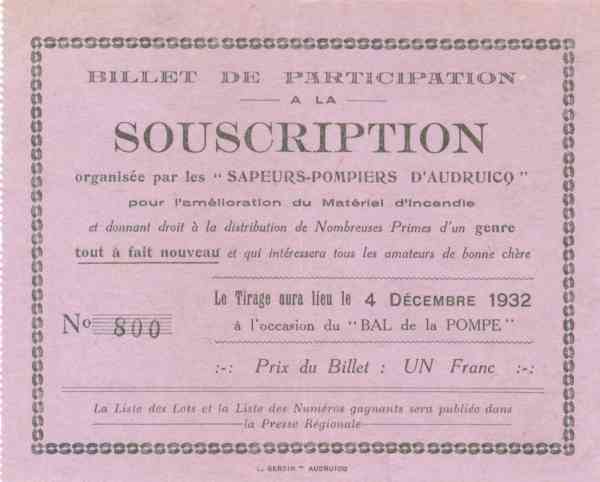 BILLET DE PARTICIPATION
A LA
SOUSCRIPTION
organisée par les "SAPEURS-POMPIERS D'AUDRUICQ"
pour l'amélioration du Matériel d'Incendie
et donnant droit à la distribution de Nombreuses Primes d'un genre
tout à fait nouveau et qui intéressera tous les amateurs de bonne chère
Le Tirage aura lieu le 4 DÉCEMBRE 1932
à l'occasion du "BAL de la POMPE"
No 800
:-: Prix du Billet : UN Franc :-:
La Liste des Lots et la Liste des Numéros gagnants sera publiée dans
la Presse Régionale
AUDRUICQ